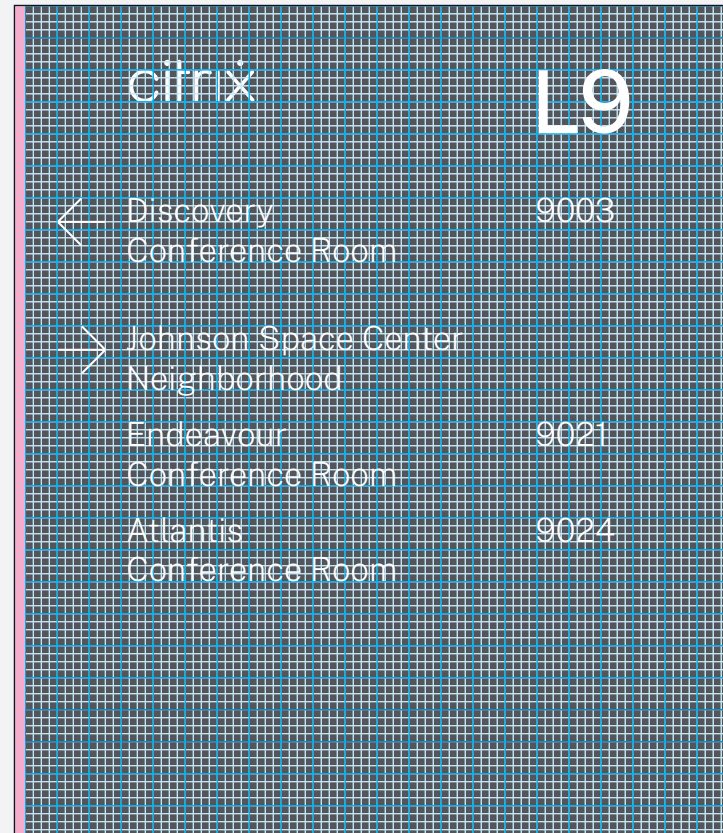 citrix
L9
Discovery 9003
Conference Room
Johnson Space Center
Neighborhood
Endeavour 9021
Conference Room
Atlantis 9024
Conference Room